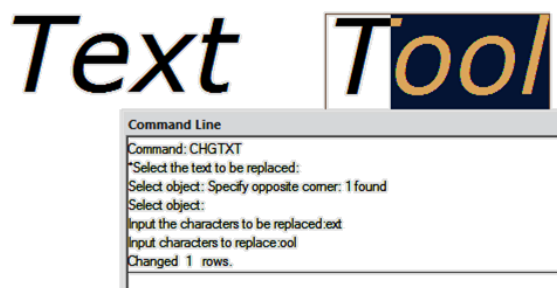 Text Tool
Command Line
Command: CHGTXT
*Select the text to be replaced:
Select object: Specify opposite corner: 1 found
Select object:
Input the characters to be replaced:ext
Input characters to replace:ool
Changed 1 rows.